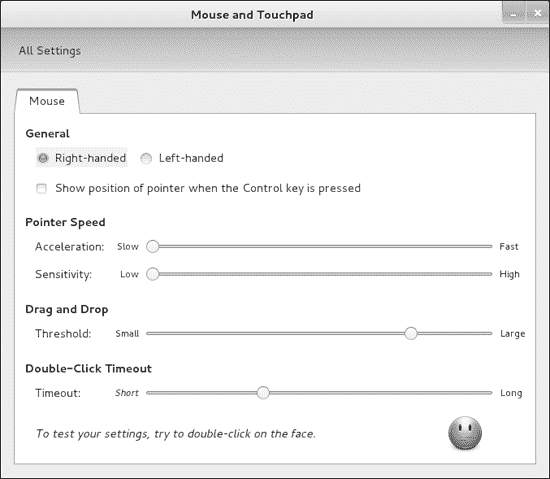 Mouse and Touchpad
All Settings
Mouse
General
Right-handed Left-handed
Show position of pointer when the Control key is pressed
Pointer Speed
Acceleration: Slow Fast
Sensitivity: Low High
Drag and Drop
Threshold: Small Large
Double-Click Timeout
Timeout: Short Long
To test your settings, try to double-click on the face.